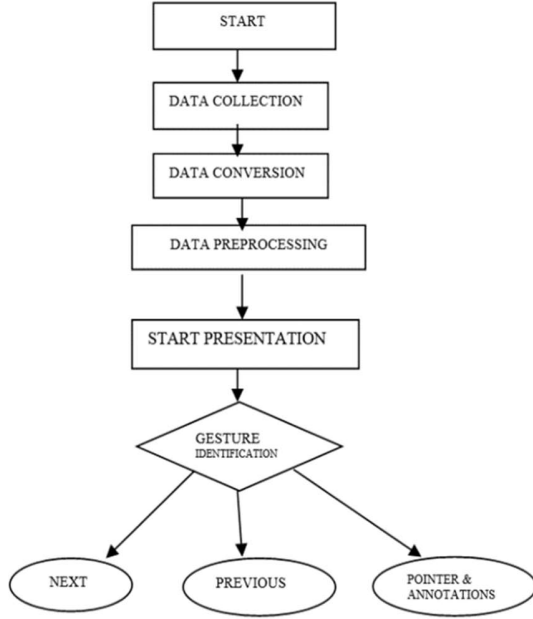 START
DATA COLLECTION
DATA CONVERSION
DATA PREPROCESSING
START PRESENTATION
GESTURE
IDENTIFICATION
NEXT
PREVIOUS
POINTER &
ANNOTATIONS